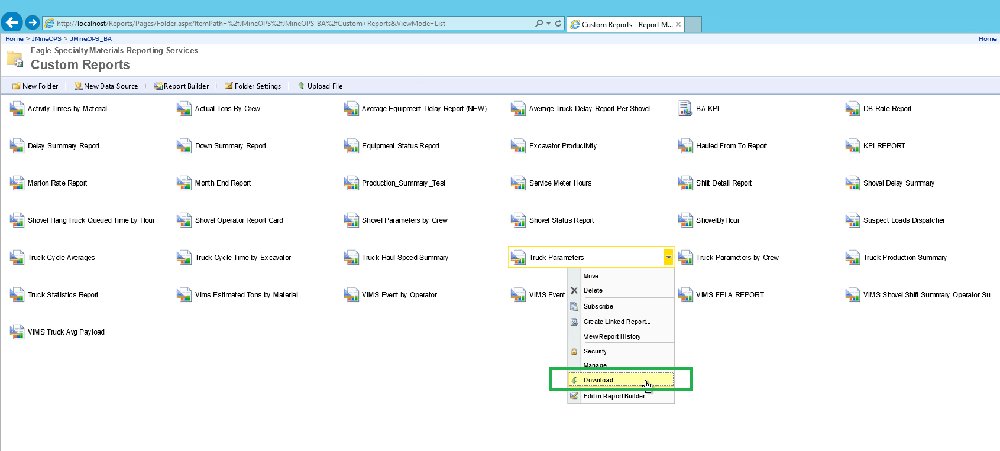 http://localhost/Reports/Pages/Folder.aspx?ItemPath=%2fJMineOPS%2fJMineOPS_BA%2fCustom+Reports&ViewMode=List
Custom Reports - Report M...
Home > JMineOPS > JMineOPS_BA
Home
Eagle Specialty Materials Reporting Services
Custom Reports
New Folder
New Data Source
Report Builder
Folder Settings
Upload File
Activity Times by Material
Actual Tons By Crew
Average Equipment Delay Report (NEW)
Average Truck Delay Report Per Shovel
BA KPI
DB Rate Report
Delay Summary Report
Down Summary Report
Equipment Status Report
Excavator Productivity
Hauled From To Report
KPI REPORT
Marion Rate Report
Month End Report
Production_Summary_Test
Service Meter Hours
Shift Detail Report
Shovel Delay Summary
Shovel Hang Truck Queued Time by Hour
Shovel Operator Report Card
Shovel Parameters by Crew
Shovel Status Report
ShovelByHour
Suspect Loads Dispatcher
Truck Cycle Averages
Truck Cycle Time by Excavator
Truck Haul Speed Summary
Truck Parameters
Truck Parameters by Crew
Truck Production Summary
Truck Statistics Report
Vims Estimated Tons by Material
VIMS Event by Operator
VIMS Event
VIMS FELA REPORT
VIMS Shovel Shift Summary Operator Su...
VIMS Truck Avg Payload
Move
Delete
Subscribe...
Create Linked Report...
View Report History
Security
Manage
Download...
Edit in Report Builder